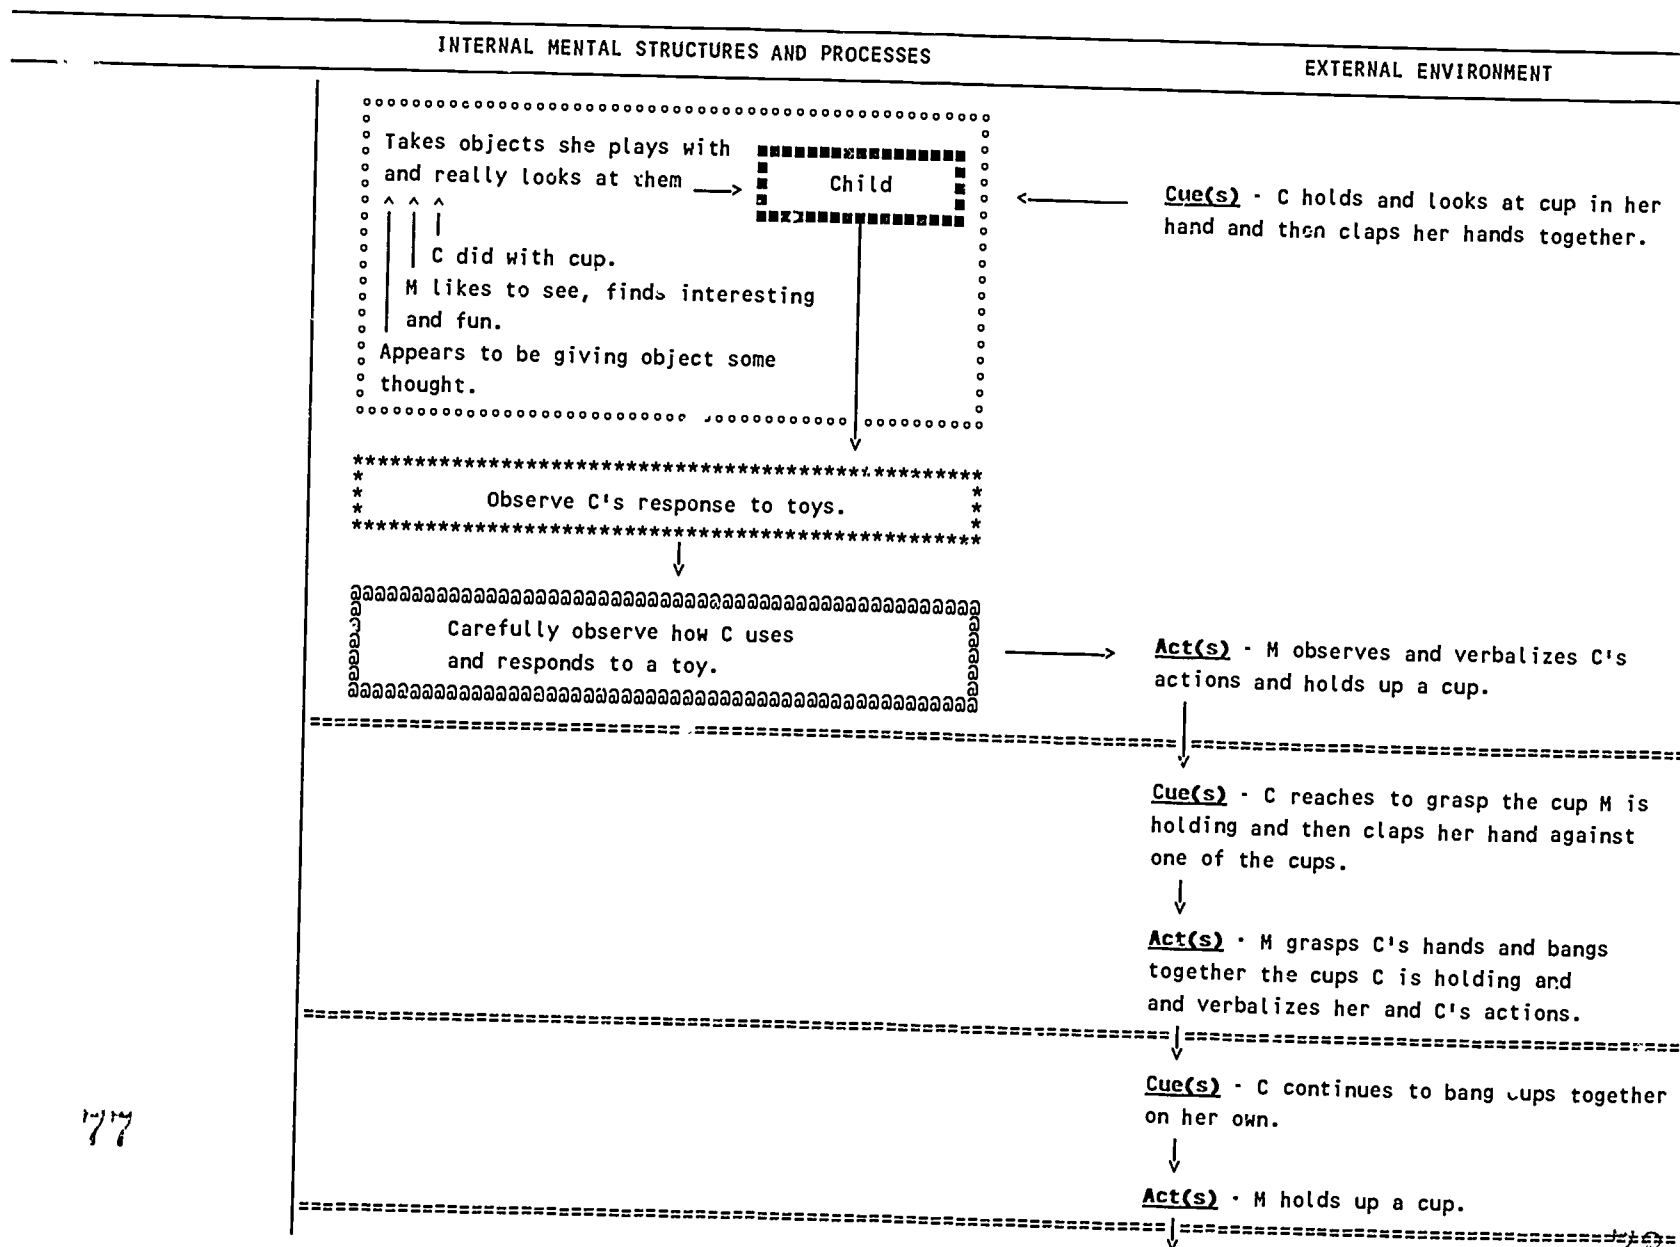 INTERNAL MENTAL STRUCTURES AND PROCESSES
EXTERNAL ENVIRONMENT
Takes objects she plays with
and really looks at them
Child
C did with cup.
M likes to see, finds interesting
and fun.
Appears to be giving object some
thought.
Cue(s) - C holds and looks at cup in her
hand and then claps her hands together.
Observe C's response to toys.
Carefully observe how C uses
and responds to a toy.
Act(s) - M observes and verbalizes C's
actions and holds up a cup.
Cue(s) - C reaches to grasp the cup M is
holding and then claps her hand against
one of the cups.
Act(s) - M grasps C's hands and bangs
together the cups C is holding and
and verbalizes her and C's actions.
Cue(s) - C continues to bang cups together
on her own.
Act(s) - M holds up a cup.
77